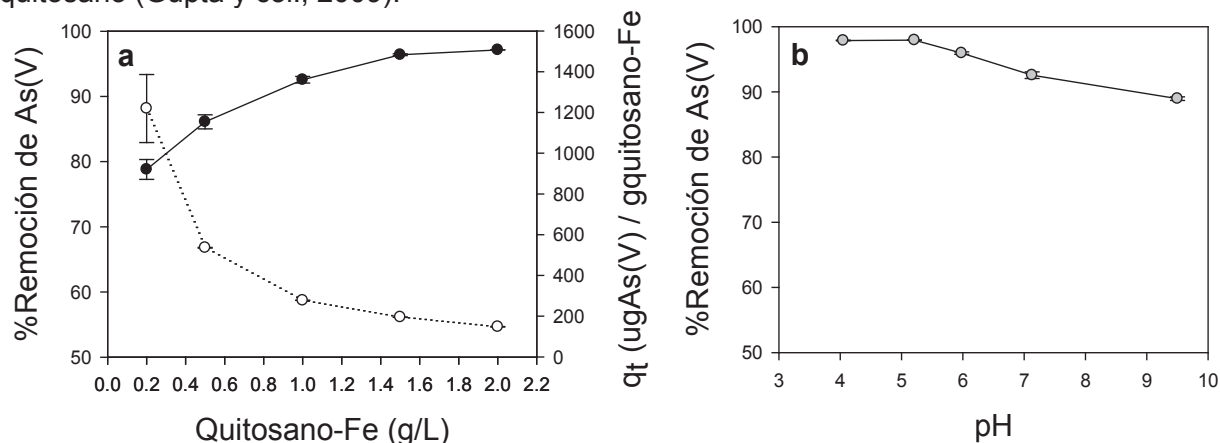 quitosano (Gupta y coll, 2009).
a
%Remoción de As(V)
100
90
80
70
60
50
1600
1400
1200
1000
800
600
400
200
0
qt (ugAs(V) / gquitosano-Fe
0.0 0.2 0.4 0.6 0.8 1.0 1.2 1.4 1.6 1.8 2.0 2.2
Quitosano-Fe (g/L)
b
%Remoción de As(V)
100
90
80
70
60
50
3 4 5 6 7 8 9 10
pH